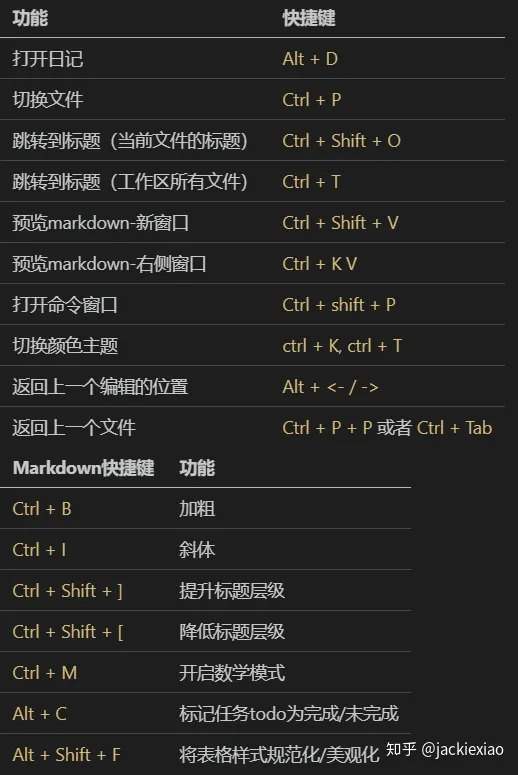 功能 快捷键
打开日记 Alt + D
切换文件 Ctrl + P
跳转到标题（当前文件的标题） Ctrl + Shift + O
跳转到标题（工作区所有文件） Ctrl + T
预览markdown-新窗口 Ctrl + Shift + V
预览markdown-右侧窗口 Ctrl + K V
打开命令窗口 Ctrl + shift + P
切换颜色主题 ctrl + K, ctrl + T
返回上一个编辑的位置 Alt + <- / ->
返回上一个文件 Ctrl + P + P 或者 Ctrl + Tab
Markdown快捷键 功能
Ctrl + B 加粗
Ctrl + I 斜体
Ctrl + Shift + ] 提升标题层级
Ctrl + Shift + [ 降低标题层级
Ctrl + M 开启数学模式
Alt + C 标记任务todo为完成/未完成
Alt + Shift + F 将表格样式规范化/美观化
知乎 @jackiexiao